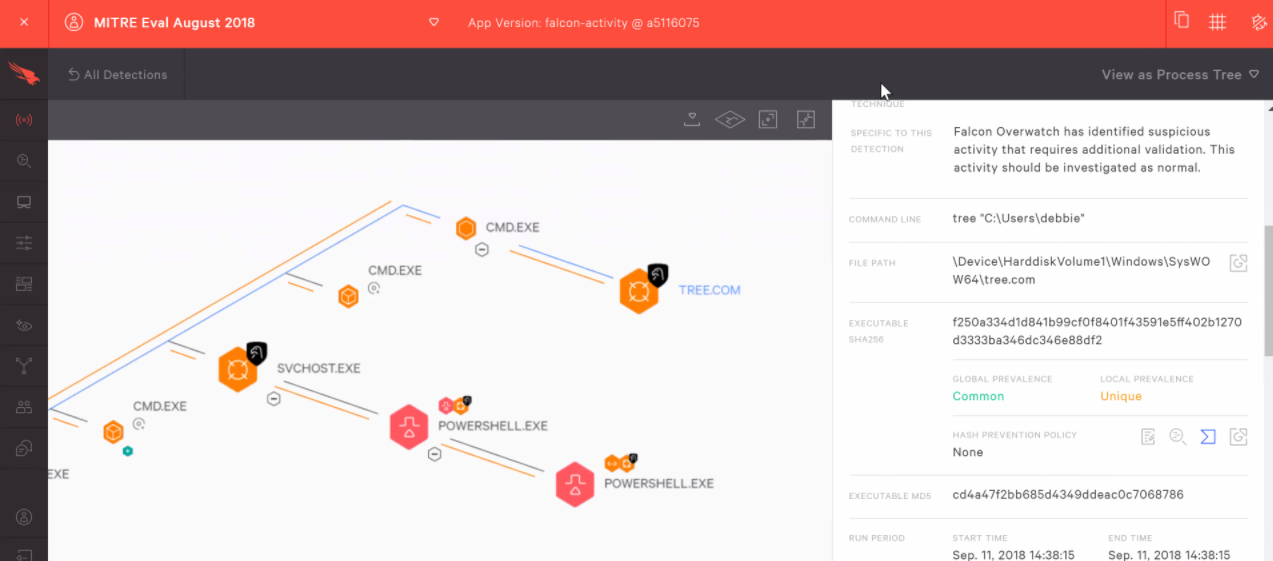 MITRE Eval August 2018
App Version: falcon-activity @ a5116075
All Detections
View as Process Tree
CMD.EXE
CMD.EXE
TREE.COM
SVCHOST.EXE
CMD.EXE
POWERSHELL.EXE
EXE
POWERSHELL.EXE
TECHNIQUE
SPECIFIC TO THIS
DETECTION
Falcon Overwatch has identified suspicious
activity that requires additional validation. This
activity should be investigated as normal.
COMMAND LINE
tree "C:\Users\debbie"
FILE PATH
\Device\HarddiskVolume1\Windows\SysWO
W64\tree.com
EXECUTABLE
SHA256
f250a334d1d841b99cf0f8401f43591e5ff402b1270
d3333ba346dc346e88df2
GLOBAL PREVALENCE
Common
LOCAL PREVALENCE
Unique
HASH PREVENTION POLICY
None
EXECUTABLE MD5
cd4a47f2bb685d4349ddeac0c7068786
RUN PERIOD
START TIME
Sep. 11, 2018 14:38:15
END TIME
Sep. 11, 2018 14:38:15